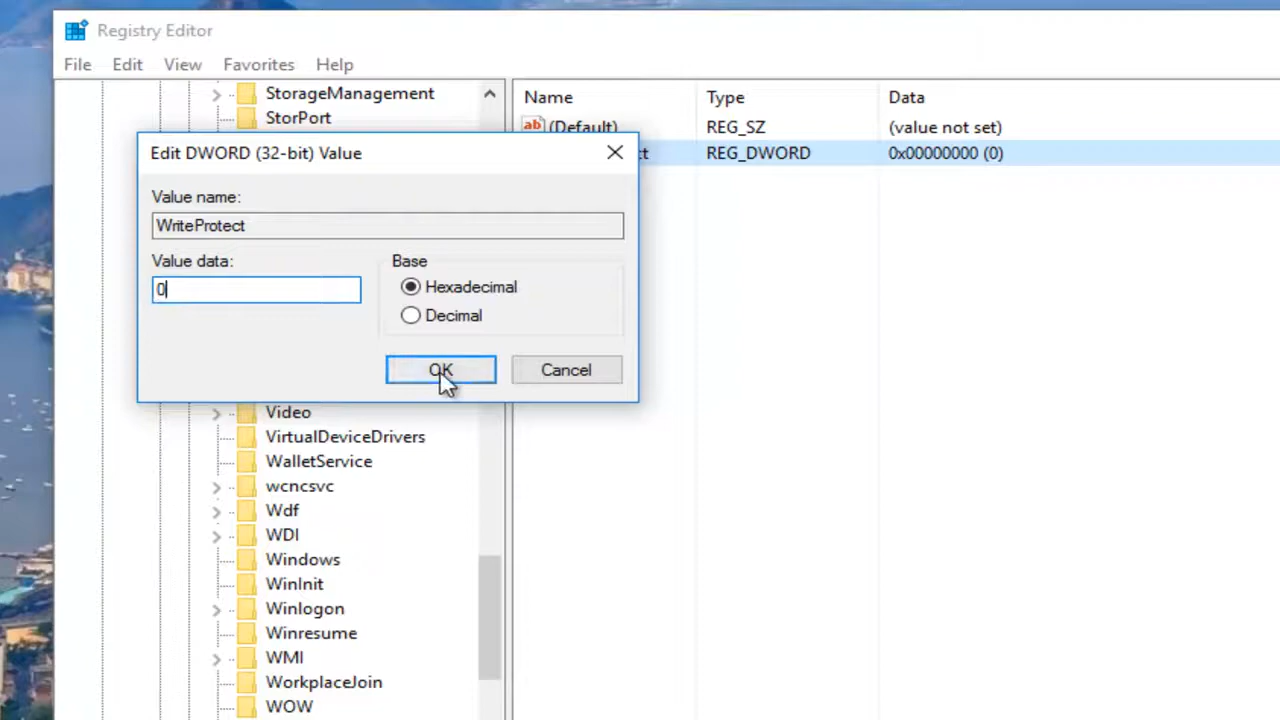 Registry Editor
File Edit View Favorites Help
StorageManagement
StorPort
Name Type Data
(Default) REG_SZ (value not set)
REG_DWORD 0x00000000 (0)
Edit DWORD (32-bit) Value
Value name:
WriteProtect
Value data:
0
Base
Hexadecimal
Decimal
OK Cancel
Video
VirtualDeviceDrivers
WalletService
wcncsvc
Wdf
WDI
Windows
WinInit
Winlogon
Winresume
WMI
WorkplaceJoin
WOW